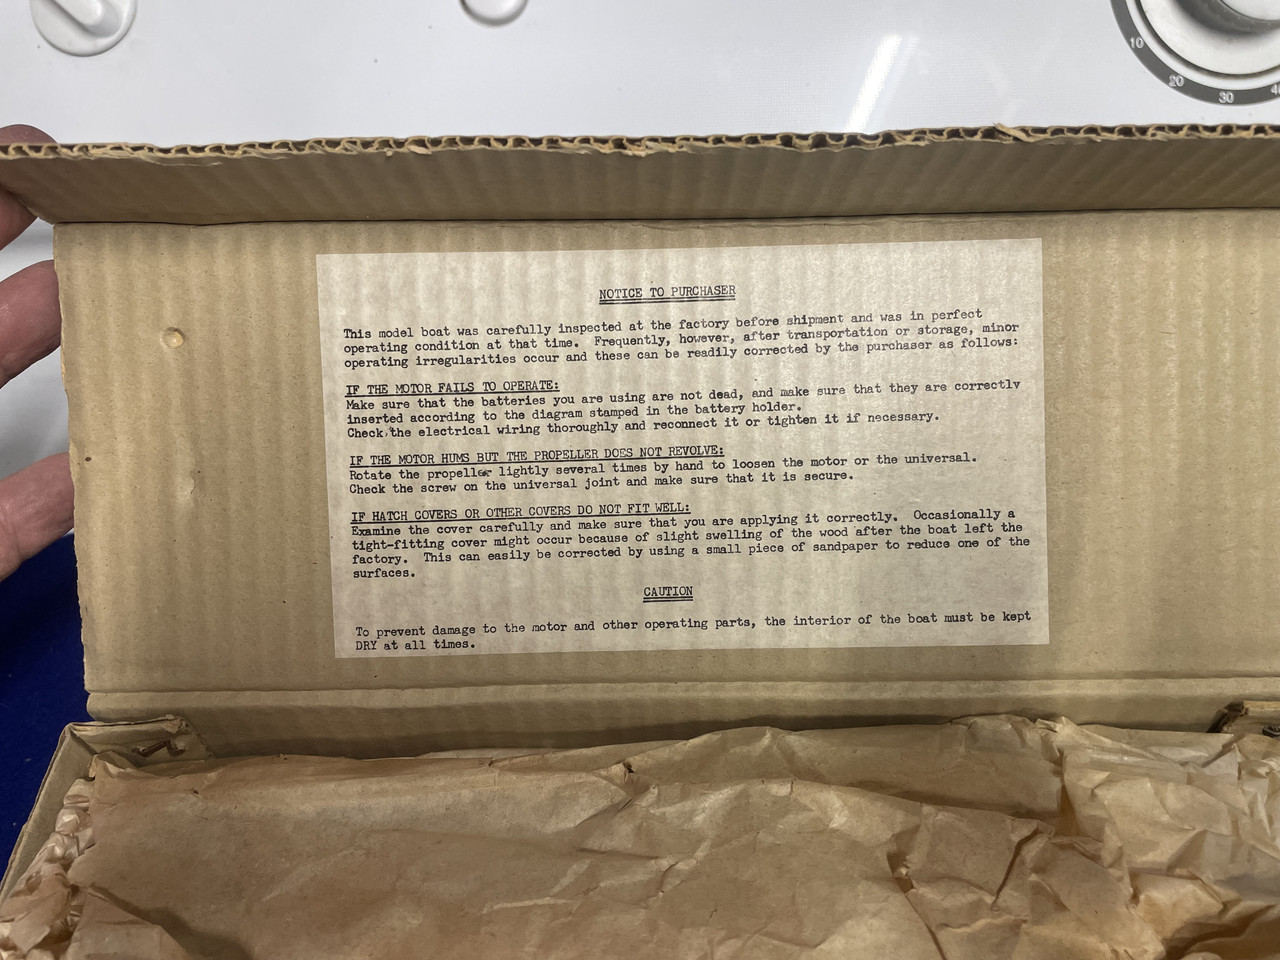 10
20
30
40
NOTICE TO PURCHASER
This model boat was carefully inspected at the factory before shipment and was in perfect
operating condition at that time. Frequently, however, after transportation or storage, minor
operating irregularities occur and these can be readily corrected by the purchaser as follows:
IF THE MOTOR FAILS TO OPERATE:
Make sure that the batteries you are using are not dead, and make sure that they are correctly
inserted according to the diagram stamped in the battery holder.
Check the electrical wiring thoroughly and reconnect it or tighten it if necessary.
IF THE MOTOR HUMS BUT THE PROPELLER DOES NOT REVOLVE:
Rotate the propeller lightly several times by hand to loosen the motor or the universal.
Check the screw on the universal joint and make sure that it is secure.
IF HATCH COVERS OR OTHER COVERS DO NOT FIT WELL:
Examine the cover carefully and make sure that you are applying it correctly. Occasionally a
tight-fitting cover might occur because of slight swelling of the wood after the boat left the
factory. This can easily be corrected by using a small piece of sandpaper to reduce one of the
surfaces.
CAUTION
To prevent damage to the motor and other operating parts, the interior of the boat must be kept
DRY at all times.